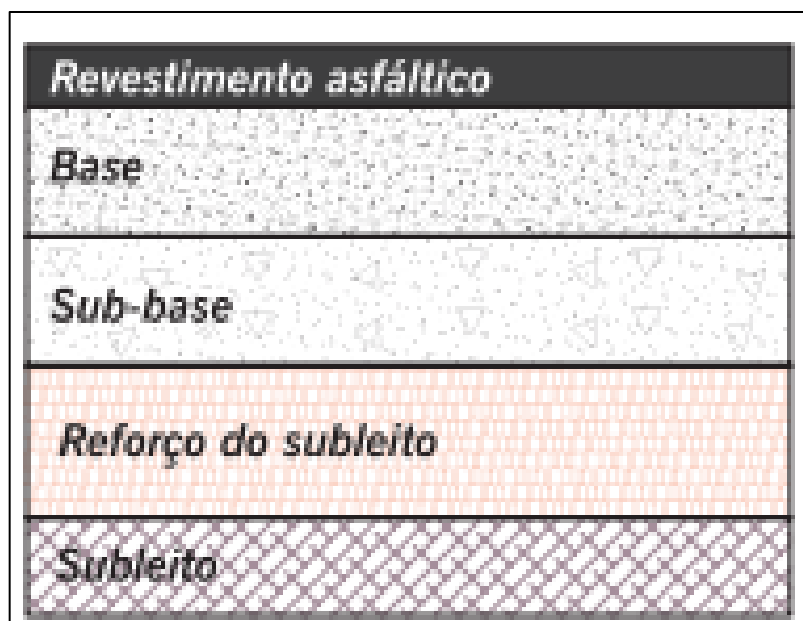 Revestimento asfáltico
Base
Sub-base
Reforço do subleito
Subleito